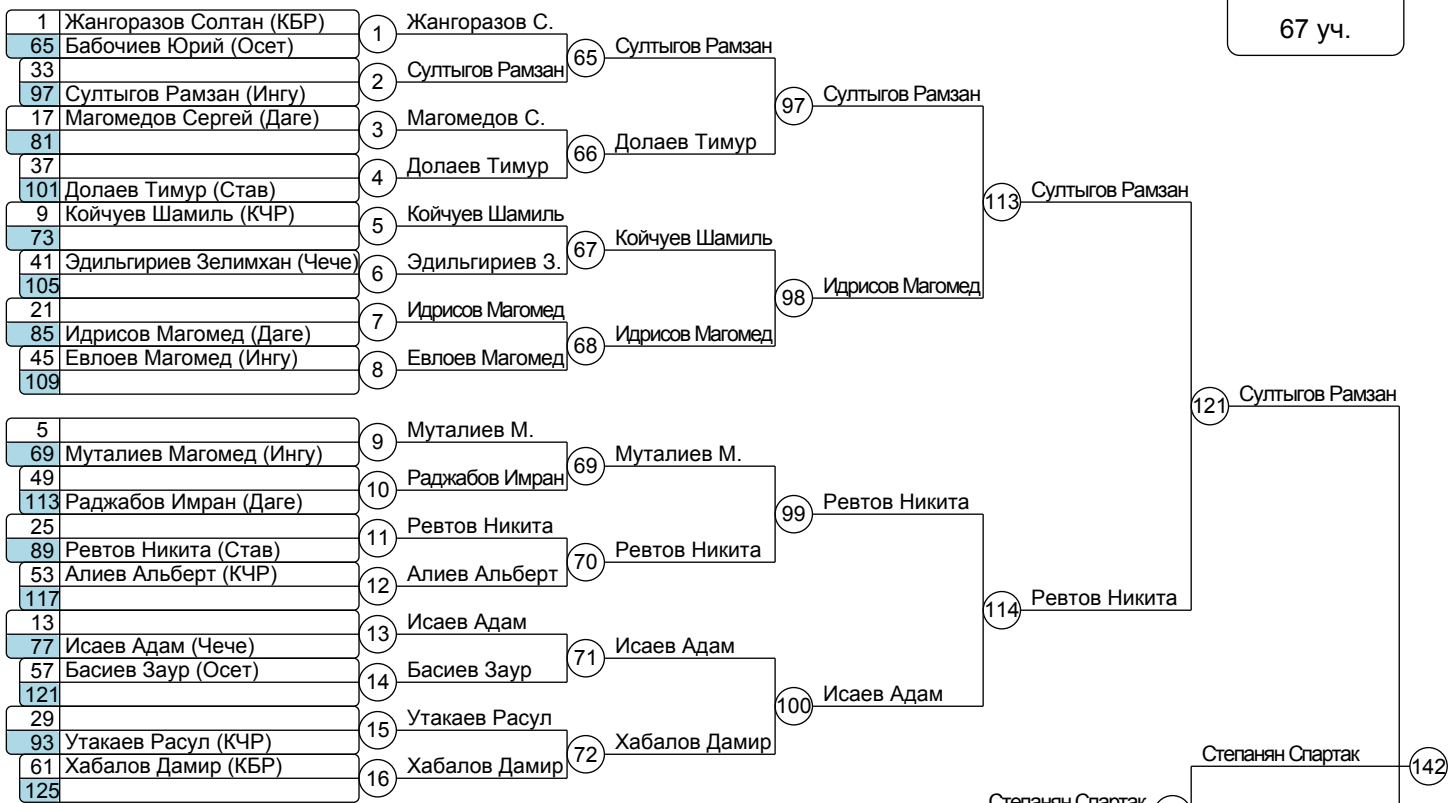 67 уч.
1 Жангоразов Солтан (КБР)
65 Бабочиев Юрий (Осет)
33
97 Султыгов Рамзан (Ингу)
17 Магомедов Сергей (Даге)
81
37
101 Долаев Тимур (Став)
9 Койчуев Шамиль (КЧР)
73
41 Эдильгириев Зелимхан (Чече)
105
21
85 Идрисов Магомед (Даге)
45 Евлоев Магомед (Ингу)
109
5
69 Муталиев Магомед (Ингу)
49
113 Раджабов Имран (Даге)
25
89 Ревтов Никита (Став)
53 Алиев Альберт (КЧР)
117
13
77 Исаев Адам (Чече)
57 Басиев Заур (Осет)
121
29
93 Утакаев Расул (КЧР)
61 Хабалов Дамир (КБР)
125
1 Жангоразов С.
2 Султыгов Рамзан
3 Магомедов С.
4 Долаев Тимур
5 Койчуев Шамиль
6 Эдильгириев З.
7 Идрисов Магомед
8 Евлоев Магомед
9 Муталиев М.
10 Раджабов Имран
11 Ревтов Никита
12 Алиев Альберт
13 Исаев Адам
14 Басиев Заур
15 Утакаев Расул
16 Хабалов Дамир
65 Султыгов Рамзан
66 Долаев Тимур
67 Койчуев Шамиль
68 Идрисов Магомед
69 Муталиев М.
70 Ревтов Никита
71 Исаев Адам
72 Хабалов Дамир
97 Султыгов Рамзан
98 Идрисов Магомед
99 Ревтов Никита
100 Исаев Адам
113 Султыгов Рамзан
114 Ревтов Никита
121 Султыгов Рамзан
Степанян Спартак 142
Степанян Спартак